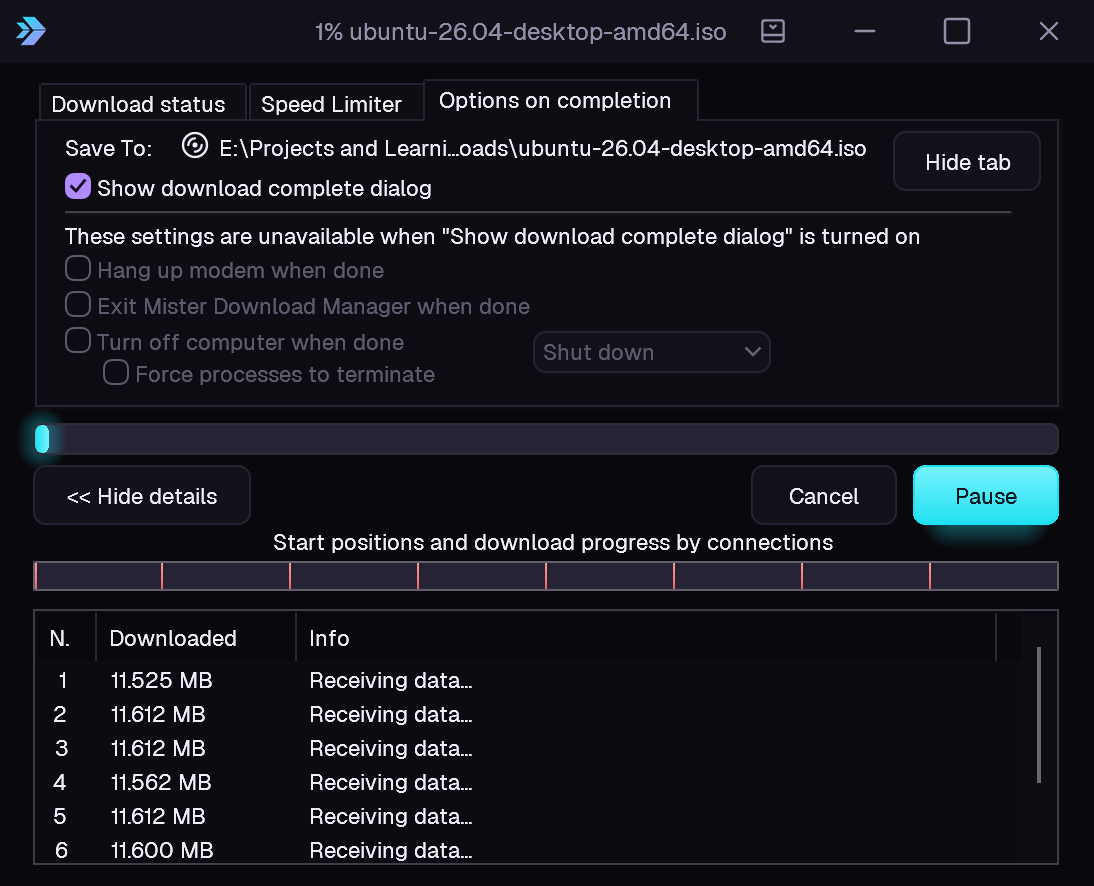 1% ubuntu-26.04-desktop-amd64.iso
Download status
Speed Limiter
Options on completion
Save To:
E:\Projects and Learni...oads\ubuntu-26.04-desktop-amd64.iso
Hide tab
Show download complete dialog
These settings are unavailable when "Show download complete dialog" is turned on
Hang up modem when done
Exit Mister Download Manager when done
Turn off computer when done
Shut down
Force processes to terminate
<< Hide details
Cancel
Pause
Start positions and download progress by connections
N. Downloaded Info
1 11.525 MB Receiving data...
2 11.612 MB Receiving data...
3 11.612 MB Receiving data...
4 11.562 MB Receiving data...
5 11.612 MB Receiving data...
6 11.600 MB Receiving data...